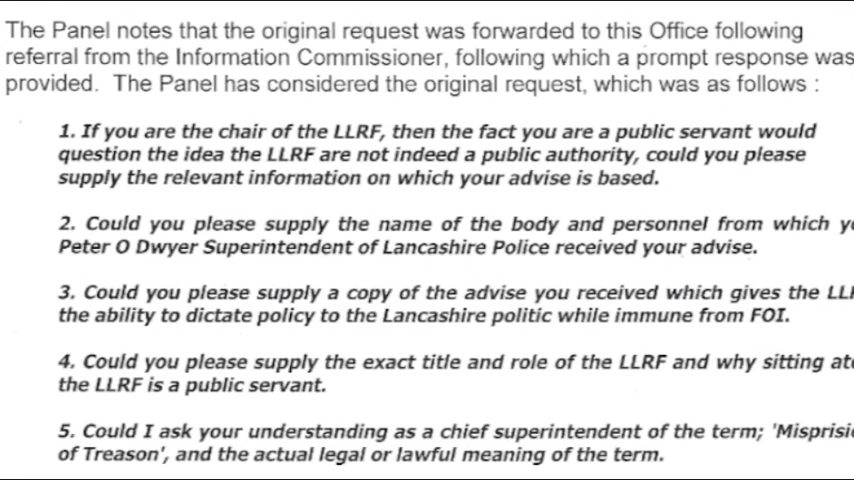 The Panel notes that the original request was forwarded to this Office following
referral from the Information Commissioner, following which a prompt response was
provided. The Panel has considered the original request, which was as follows :
1. If you are the chair of the LLRF, then the fact you are a public servant would
question the idea the LLRF are not indeed a public authority, could you please
supply the relevant information on which your advise is based.
2. Could you please supply the name of the body and personnel from which
Peter O Dwyer Superintendent of Lancashire Police received your advise.
3. Could you please supply a copy of the advise you received which gives the
the ability to dictate policy to the Lancashire politic while immune from FOI.
4. Could you please supply the exact title and role of the LLRF and why sitting
the LLRF is a public servant.
5. Could I ask your understanding as a chief superintendent of the term;
of Treason', and the actual legal or lawful meaning of the term.